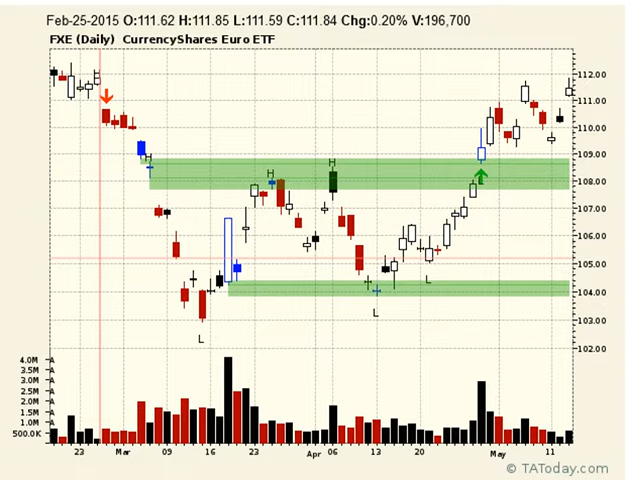 Feb-25-2015 O:111.62 H:111.85 L:111.59 C:111.84 Chg:0.20% V:196,700
FXE (Daily) CurrencyShares Euro ETF
112.00
111.00
110.00
109.00
108.00
107.00
106.00
105.00
104.00
103.00
102.00
H
H
H
H
L
L
L
L
4.0M A
3.5M A
3.0M A
2.5M A
2.0M A
1.5M A
1.0M A
500.0K A
23 Mar 09 16 23 Apr 06 13 20 May 11
© TAToday.com